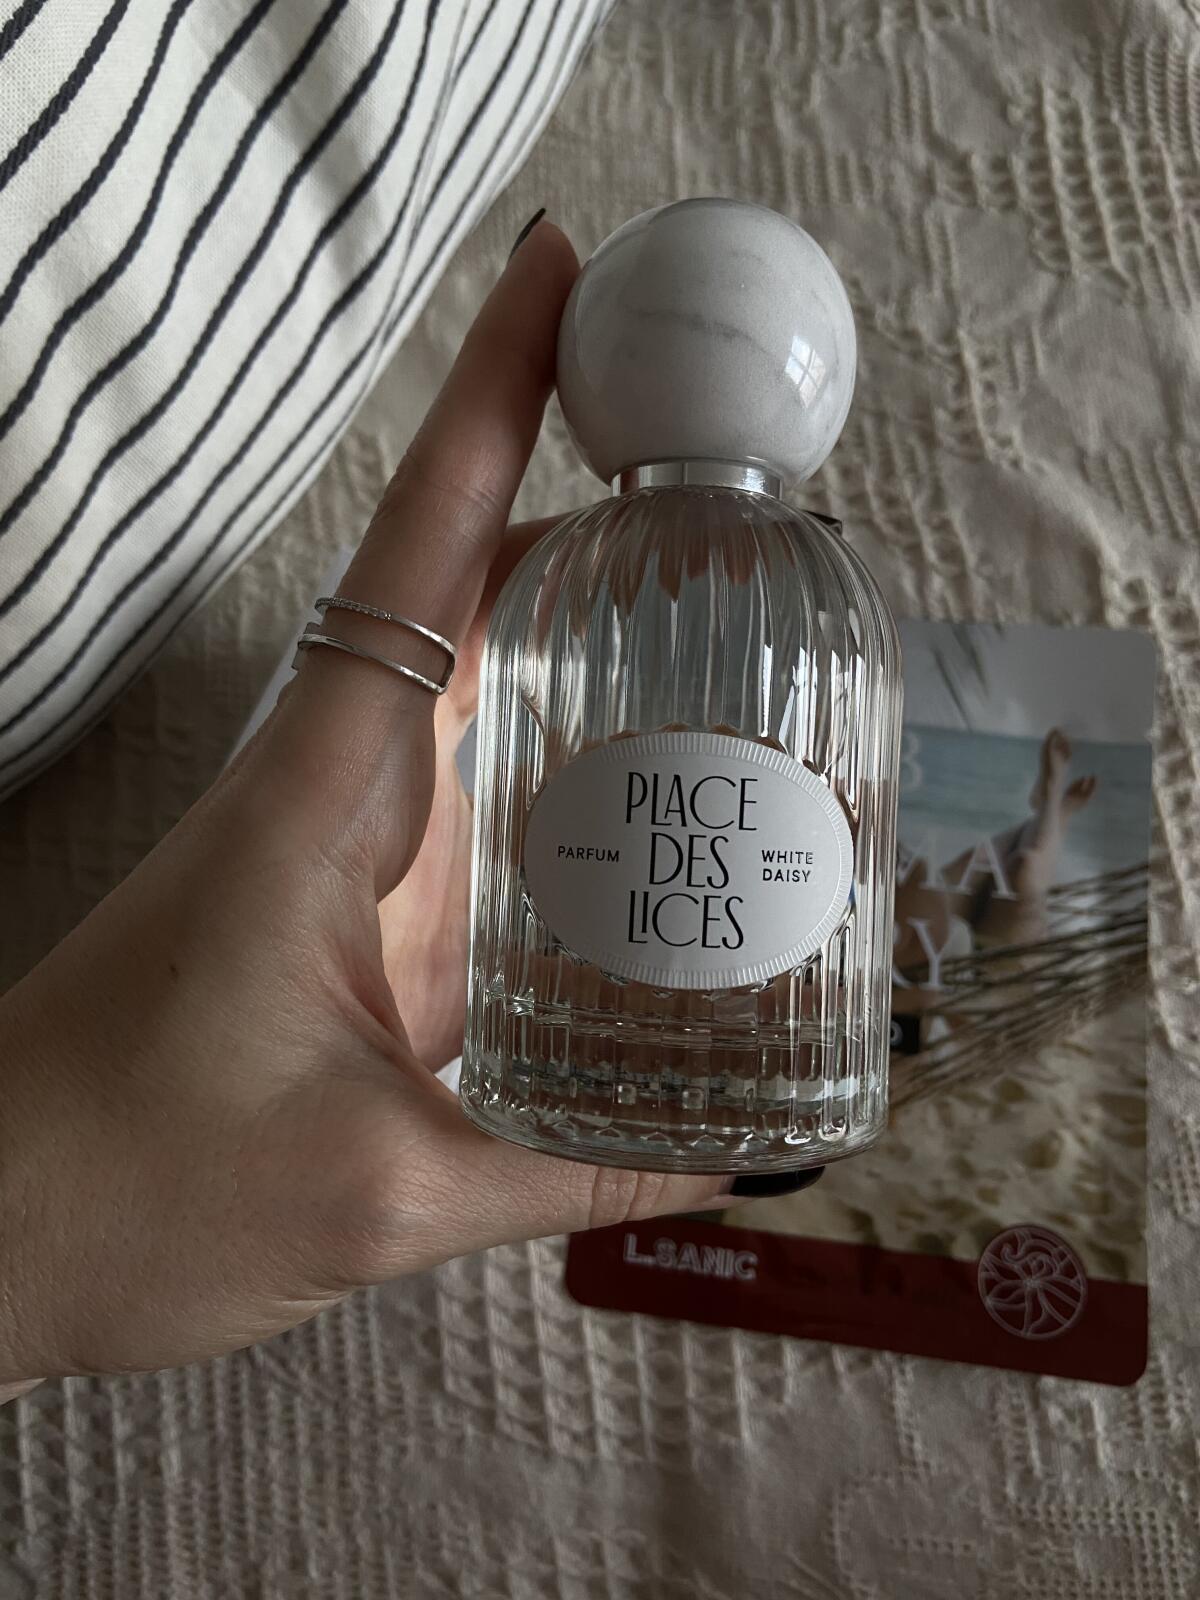 PLACE
DES
LICES
PARFUM
WHITE
DAISY
L.SANIC